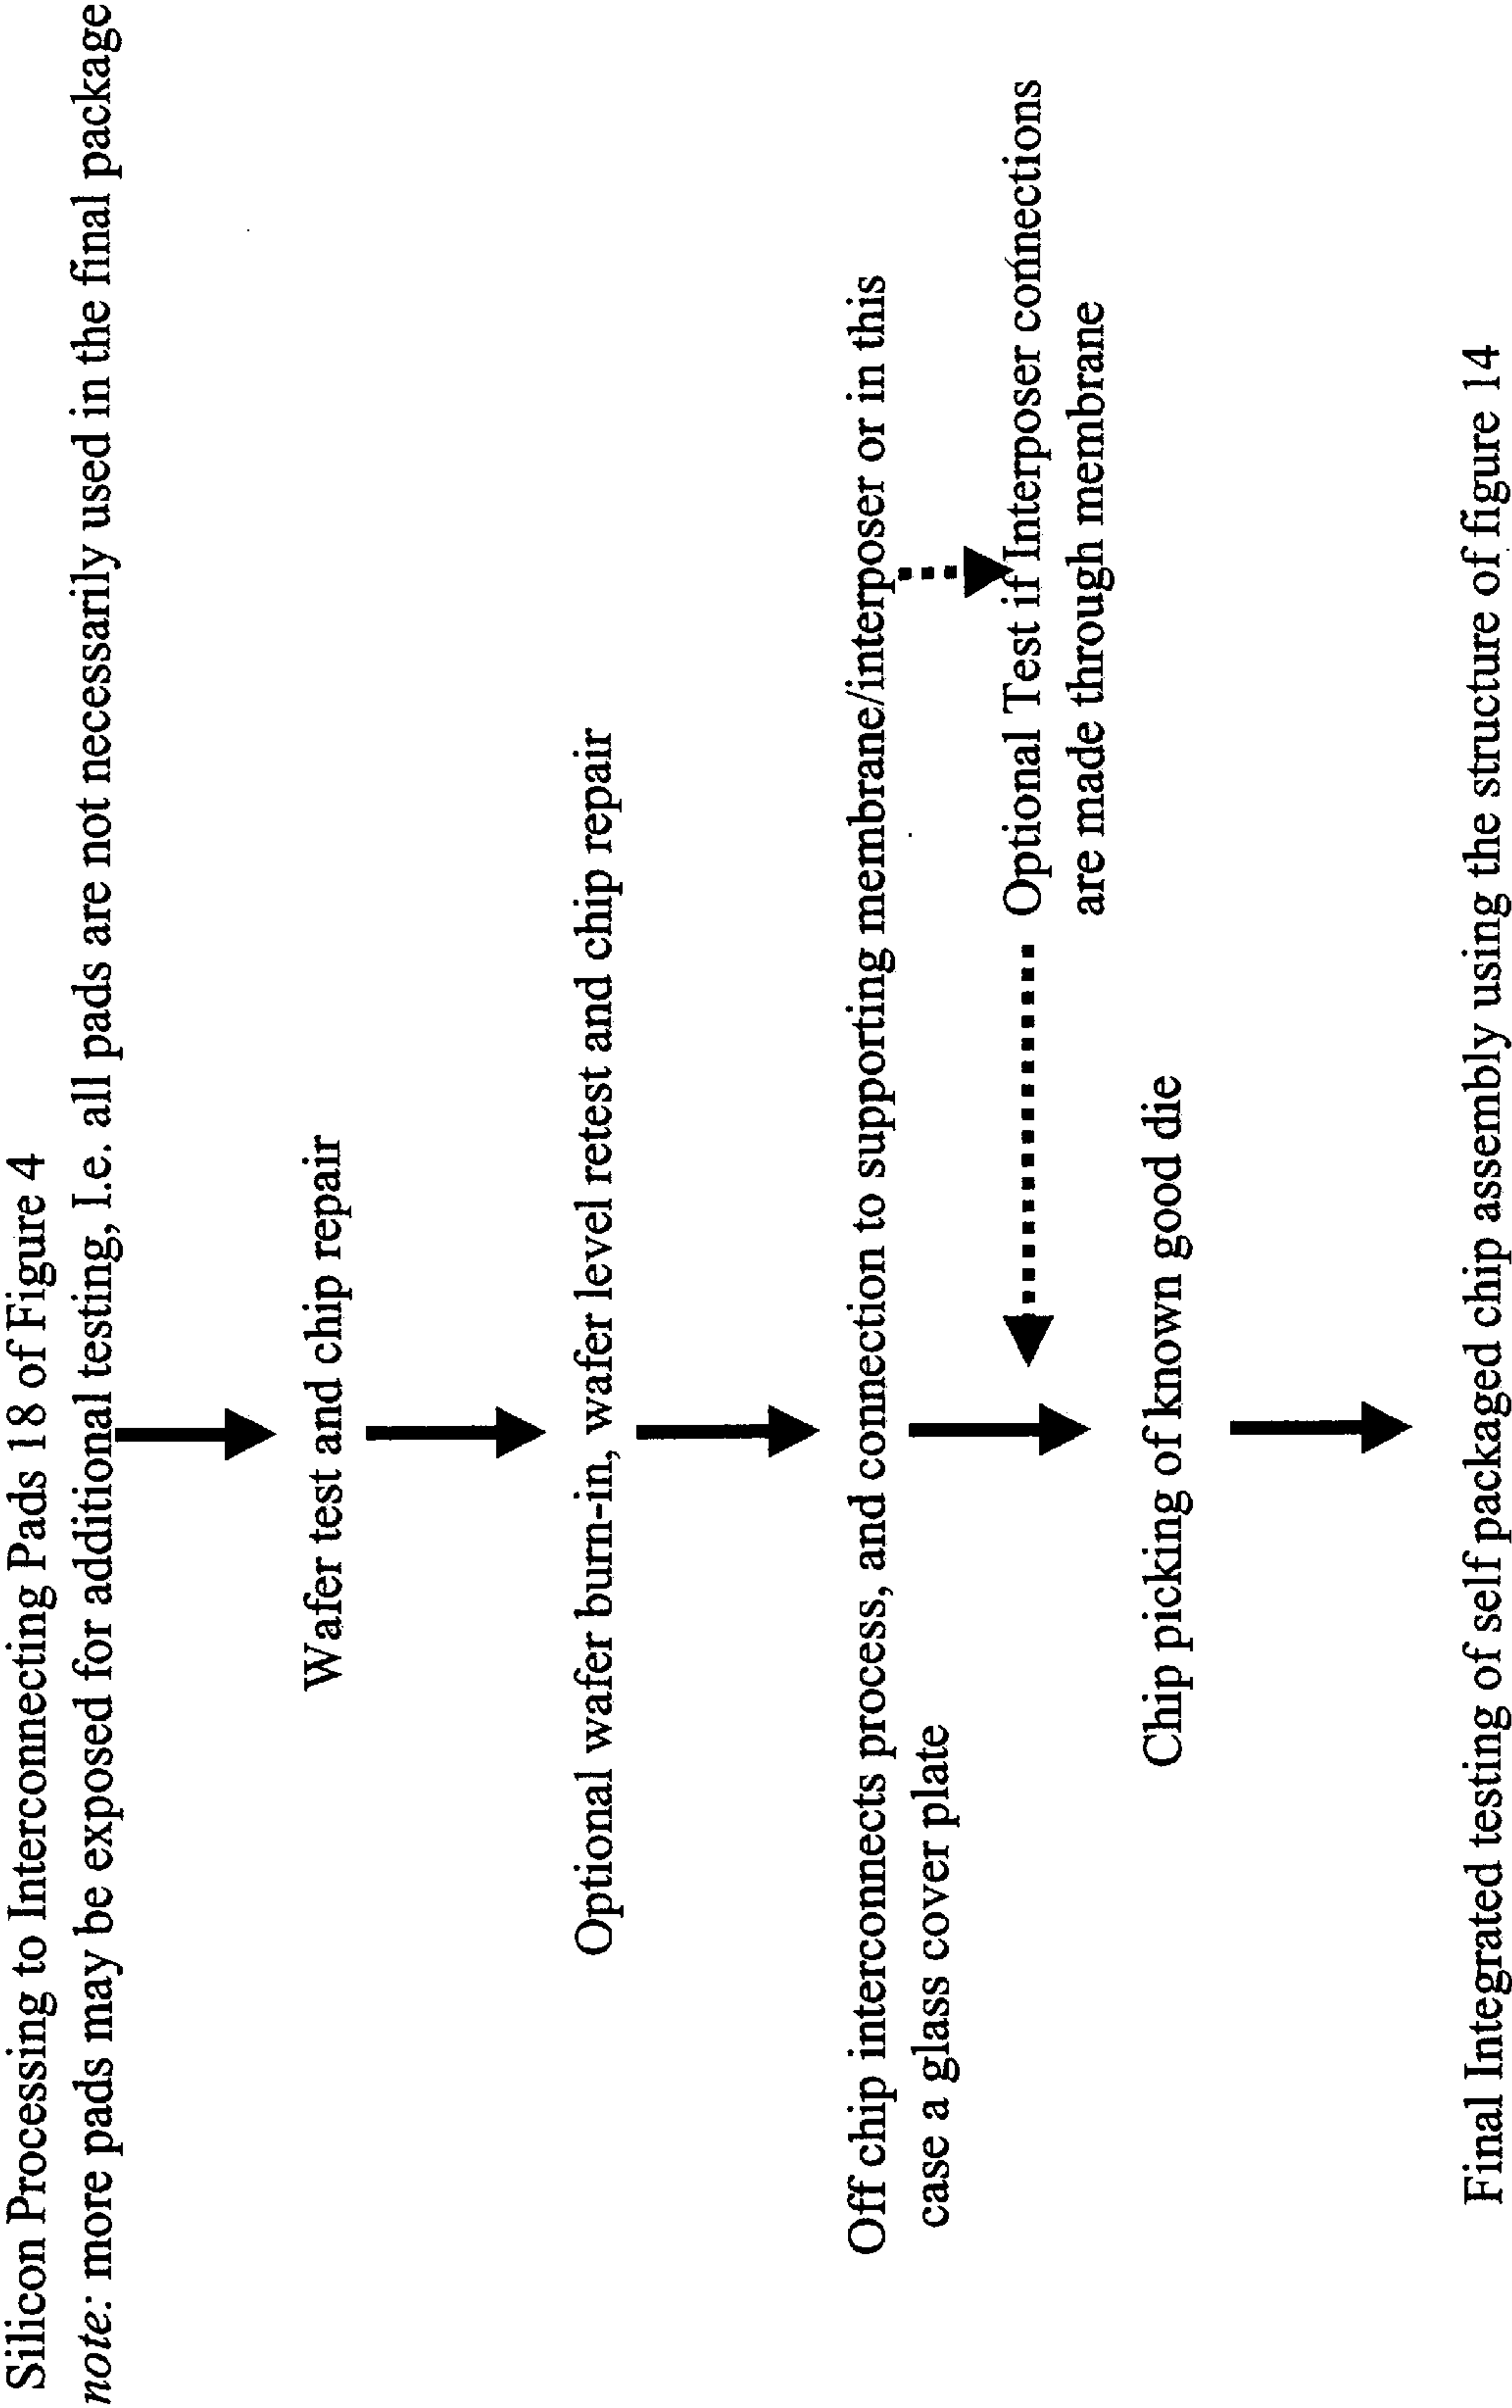 Silicon Processing to Interconnecting Pads 18 of Figure 4
note: more pads may be exposed for additional testing, I.e. all pads are not necessarily used in the final package
Wafer test and chip repair
Optional wafer burn-in, wafer level retest and chip repair
Off chip interconnects process, and connection to supporting membrane/interposer or in this
case a glass cover plate
Optional Test if Interposer connections
are made through membrane
Chip picking of known good die
Final Integrated testing of self packaged chip assembly using the structure of figure 14